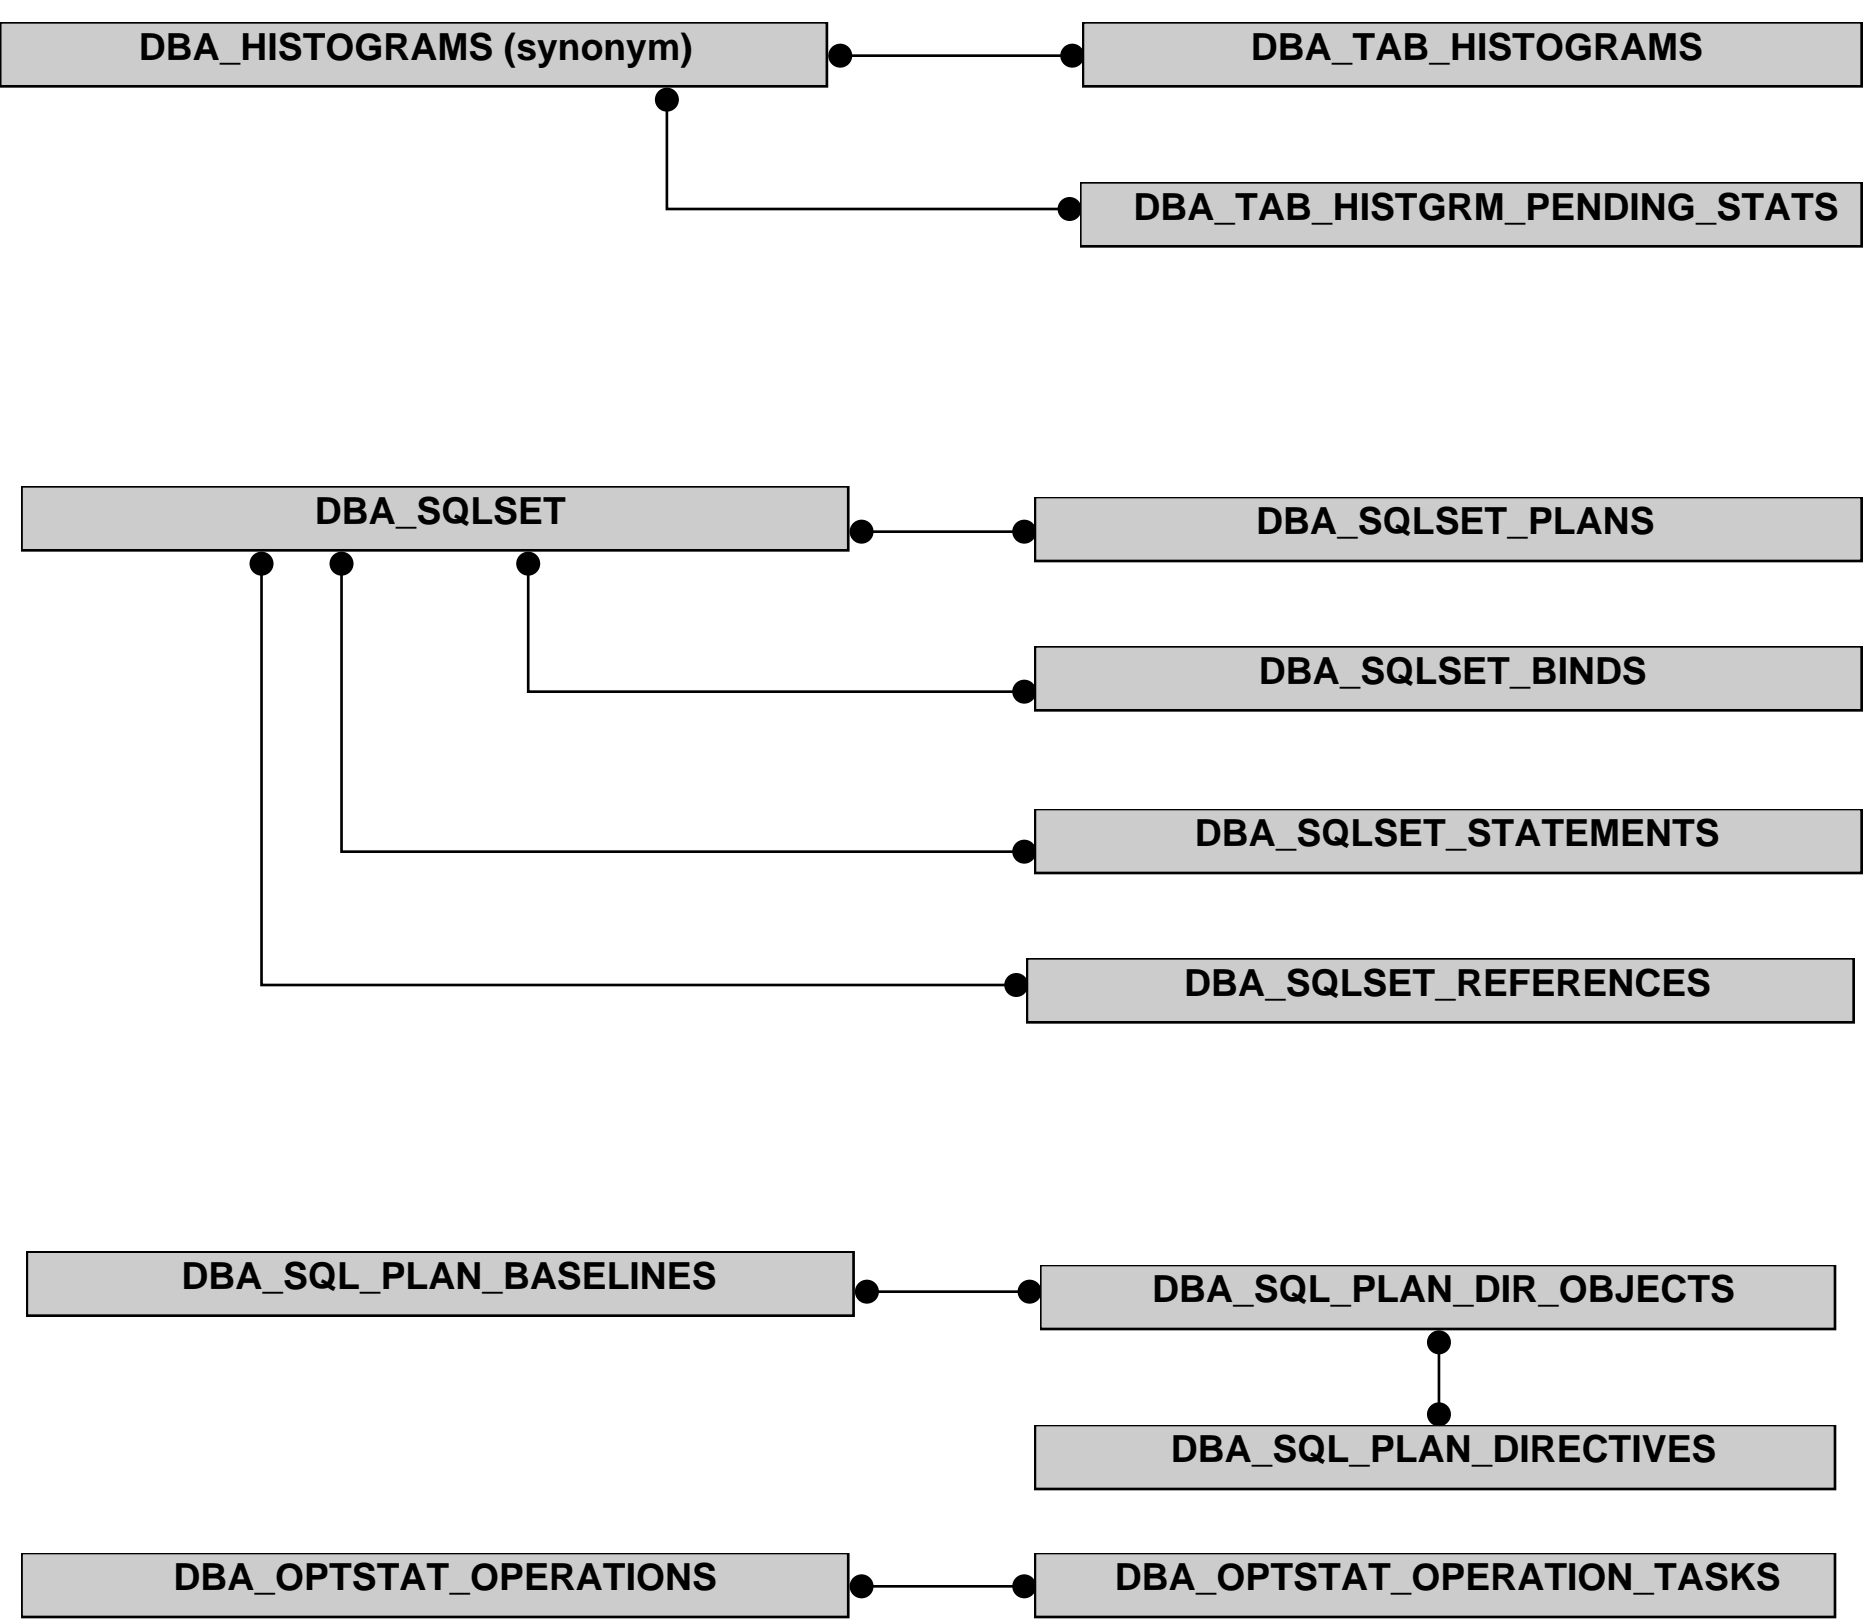 DBA_HISTOGRAMS (synonym)
DBA_TAB_HISTOGRAMS
DBA_TAB_HISTGRM_PENDING_STATS
DBA_SQLSET
DBA_SQLSET_PLANS
DBA_SQLSET_BINDS
DBA_SQLSET_STATEMENTS
DBA_SQLSET_REFERENCES
DBA_SQL_PLAN_BASELINES
DBA_SQL_PLAN_DIR_OBJECTS
DBA_SQL_PLAN_DIRECTIVES
DBA_OPTSTAT_OPERATIONS
DBA_OPTSTAT_OPERATION_TASKS